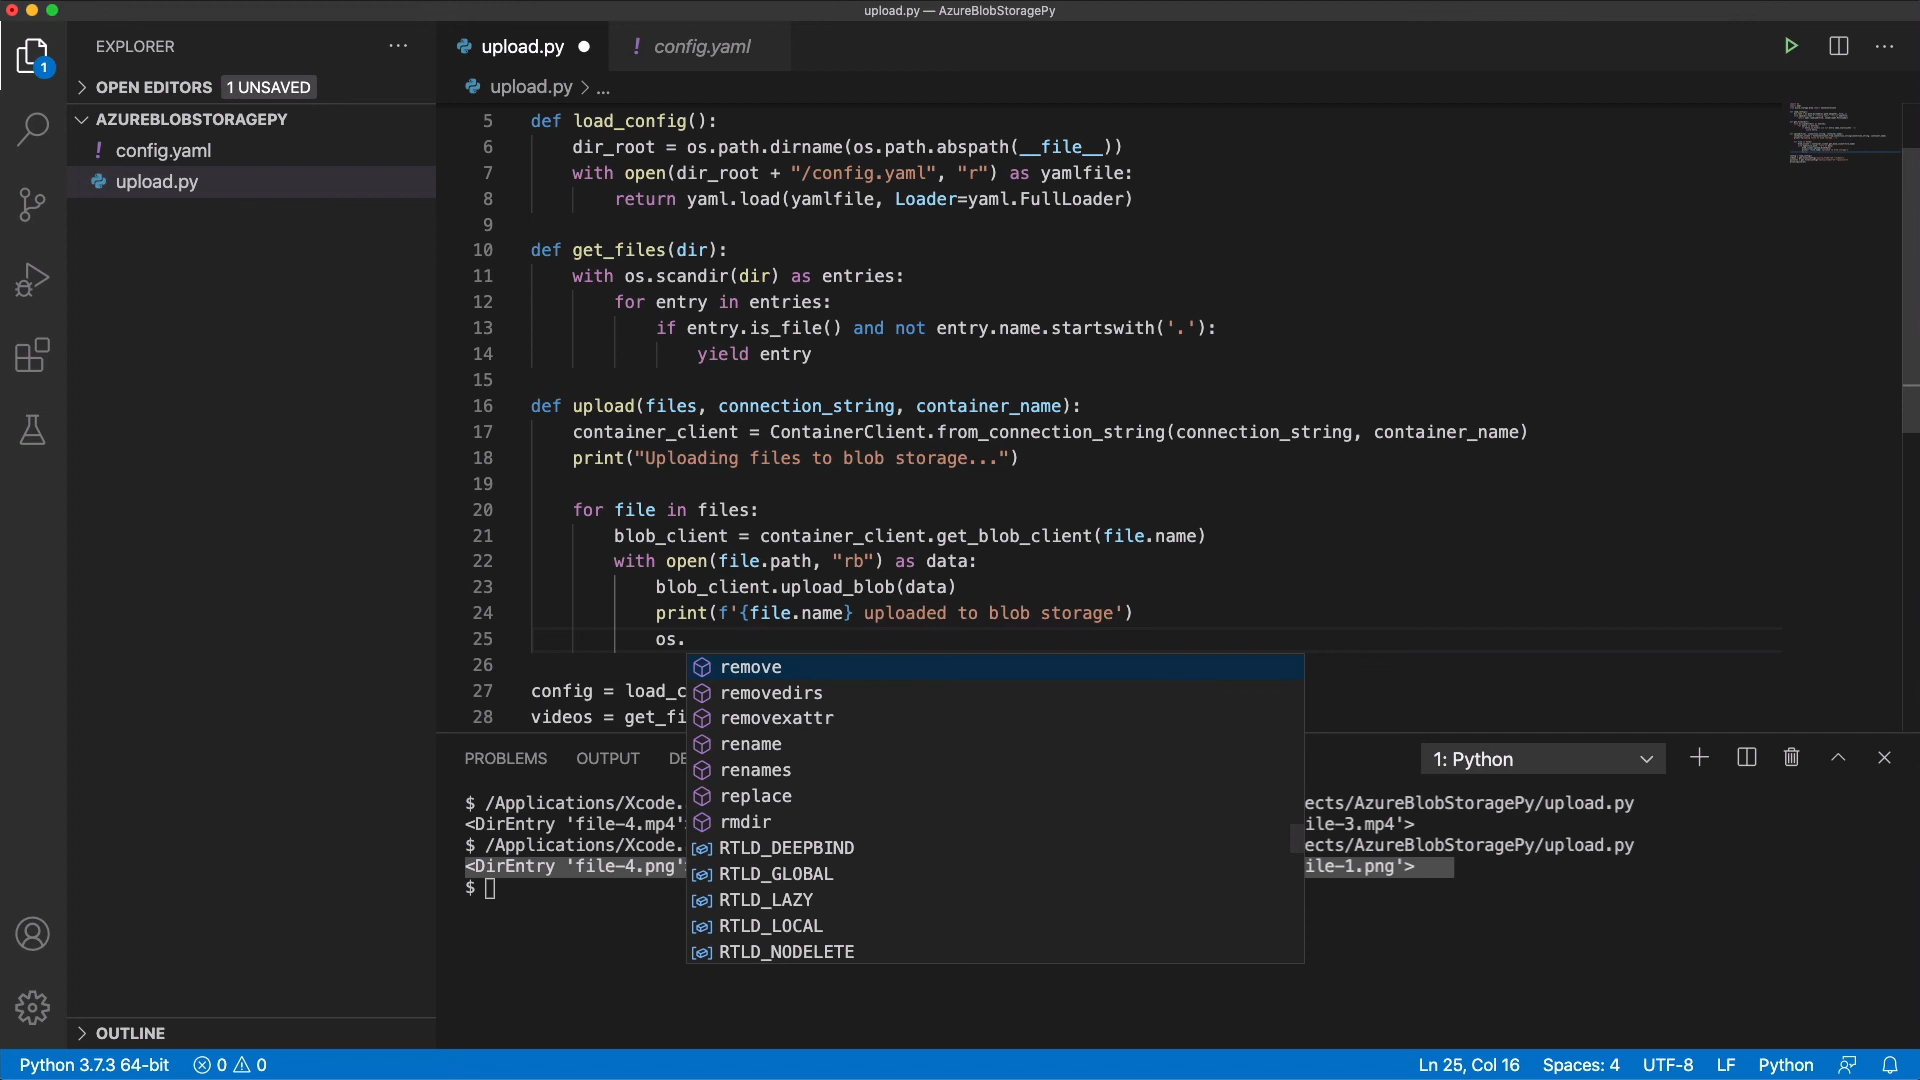 upload.py — AzureBlobStoragePy
EXPLORER
upload.py
config.yaml
1
OPEN EDITORS 1 UNSAVED
upload.py > ...
AZUREBLOBSTORAGEPY
config.yaml
upload.py
5 def load_config():
6 dir_root = os.path.dirname(os.path.abspath(__file__))
7 with open(dir_root + "/config.yaml", "r") as yamlfile:
8 return yaml.load(yamlfile, Loader=yaml.FullLoader)
9
10 def get_files(dir):
11 with os.scandir(dir) as entries:
12 for entry in entries:
13 if entry.is_file() and not entry.name.startswith('.'):
14 yield entry
15
16 def upload(files, connection_string, container_name):
17 container_client = ContainerClient.from_connection_string(connection_string, container_name)
18 print("Uploading files to blob storage...")
19
20 for file in files:
21 blob_client = container_client.get_blob_client(file.name)
22 with open(file.path, "rb") as data:
23 blob_client.upload_blob(data)
24 print(f'{file.name} uploaded to blob storage')
25 os.
26
27 config = load_c
28 videos = get_fi
remove
removedirs
removexattr
rename
renames
replace
rmdir
RTLD_DEEPBIND
RTLD_GLOBAL
RTLD_LAZY
RTLD_LOCAL
RTLD_NODELETE
PROBLEMS OUTPUT DE
1: Python
$ /Applications/Xcode. ects/AzureBlobStoragePy/upload.py
<DirEntry 'file-4.mp4' ile-3.mp4'>
$ /Applications/Xcode. ects/AzureBlobStoragePy/upload.py
<DirEntry 'file-4.png' ile-1.png'>
$
OUTLINE
Python 3.7.3 64-bit 0 0
Ln 25, Col 16 Spaces: 4 UTF-8 LF Python